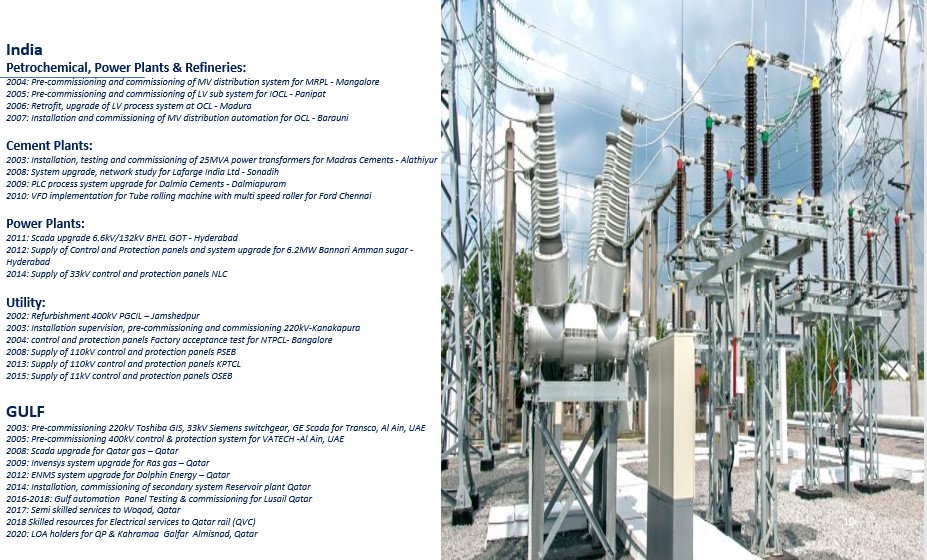 India
Petrochemical, Power Plants & Refineries:
2004: Pre-commissioning and commissioning of MV distribution system for MRPL - Mangalore
2005: Pre-commissioning and commissioning of LV sub system for IOCL - Panipat
2006: Retrofit, upgrade of LV process system at OCL - Madura
2007: Installation and commissioning of MV distribution automation for OCL - Barauni
Cement Plants:
2003: Installation, testing and commissioning of 25MVA power transformers for Madras Cements - Alathiyur
2008: System upgrade, network study for Lafarge India Ltd - Sonadih
2009: PLC process system upgrade for Dalmia Cements - Dalmiapuram
2010: VFD implementation for Tube rolling machine with multi speed roller for Ford Chennai
Power Plants:
2011: Scada upgrade 6.6kV/132kV BHEL GOT - Hyderabad
2012: Supply of Control and Protection panels and system upgrade for 6.2MW Bannari Amman sugar -
Hyderabad
2014: Supply of 33kV control and protection panels NLC
Utility:
2002: Refurbishment 400kV PGCIL – Jamshedpur
2003: Installation supervision, pre-commissioning and commissioning 220kV-Kanakapura
2004: control and protection panels Factory acceptance test for NTPCL- Bangalore
2008: Supply of 110kV control and protection panels PSEB
2013: Supply of 110kV control and protection panels KPTCL
2015: Supply of 11kV control and protection panels OSEB
GULF
2003: Pre-commissioning 220kV Toshiba GIS, 33kV Siemens switchgear, GE Scada for Transco, Al Ain, UAE
2005: Pre-commissioning 400kV control & protection system for VATECH -Al Ain, UAE
2008: Scada upgrade for Qatar gas – Qatar
2009: Invensys system upgrade for Ras gas – Qatar
2012: ENMS system upgrade for Dolphin Energy – Qatar
2014: Installation, commissioning of secondary system Reservoir plant Qatar
2016-2018: Gulf automation Panel Testing & commissioning for Lusail Qatar
2017: Semi skilled services to Woqod, Qatar
2018 Skilled resources for Electrical services to Qatar rail (QVC)
2020: LOA holders for QP & Kahramaa Galfar Almisnad, Qatar
19